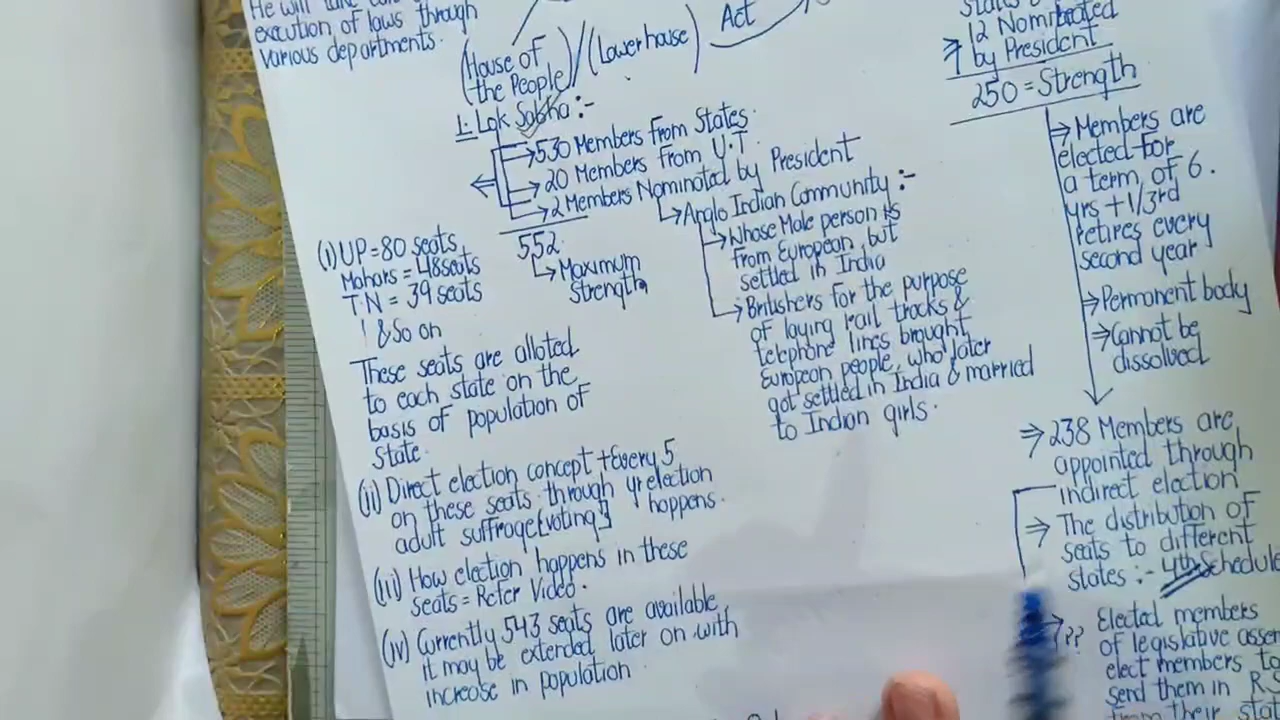 He will take
execution of laws through
various departments.
(House of
the People)/(Lowerhouse)
Act
1. Lok Sabha :-
→530 Members From States.
→20 Members From U.T.
→2 Members Nominated by President
552
→Maximum
Strength
→Anglo Indian Community :-
→Whose Male person is
from European, but
settled in India
→Britishers for the purpose
of laying rail tracks &
telephone lines brought
European people, who later
got settled in India & married
to Indian girls.
(i) UP = 80 seats
Mahars = 48seats
T.N = 39 seats
! &So on
These seats are alloted
to each state on the
basis of population of
state.
(ii) Direct election concept + Every 5
on these seats through yr election
adult suffrage[voting] happens.
(iii) How election happens in these
seats = Refer Video.
(iv) Currently 543 seats are available,
it may be extended later on with
increase in population
States
12 Nominated
⇒ by President
250 = Strength
⇒ Members are
elected for
a term of 6.
yrs + 1/3rd
retires every
second year
⇒ Permanent body
⇒ Cannot be
dissolved
⇒ 238 Members are
appointed through
indirect election
⇒ The distribution of
seats to different
states :- 4th Schedule
→?? Elected members
of legislative assem
elect members to
send them in RS
from their stat